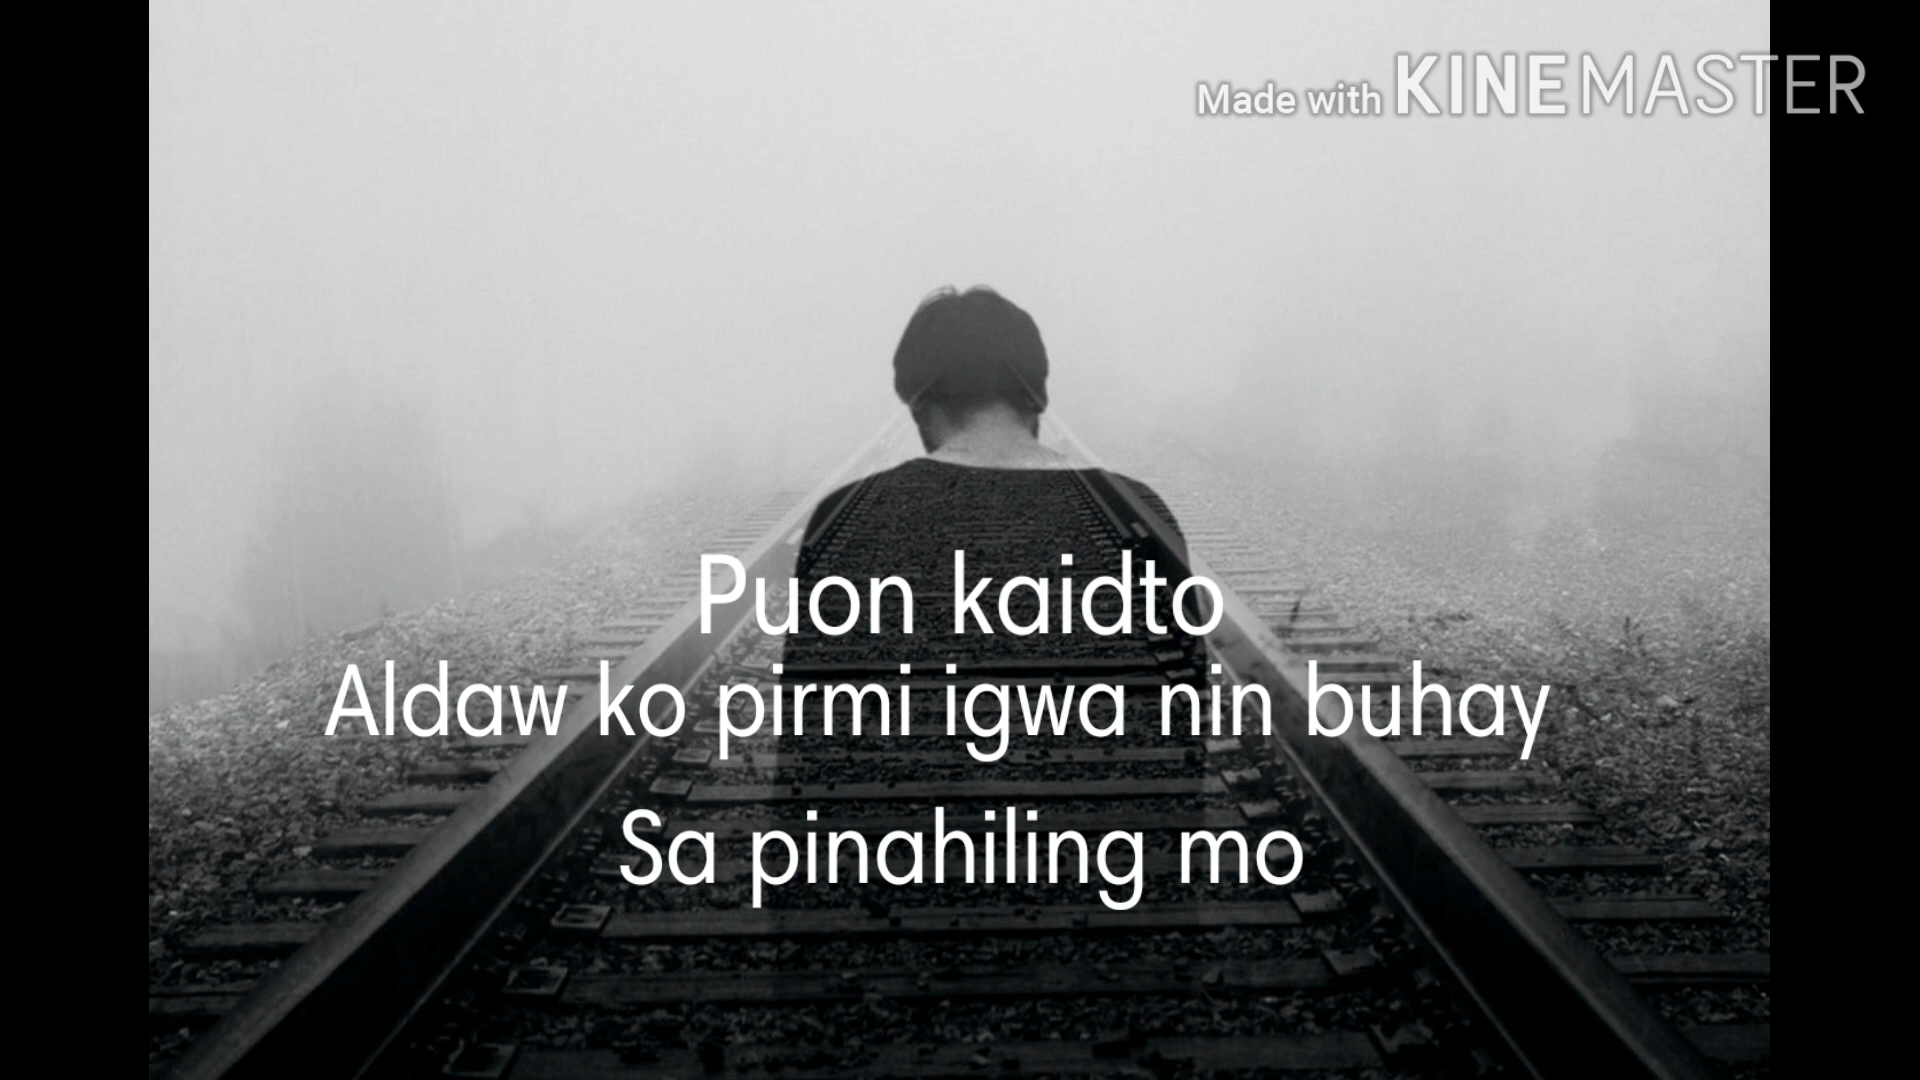 Made with KINEMASTER
Puon kaidto
Aldaw ko pirmi igwa nin buhay
Sa pinahiling mo